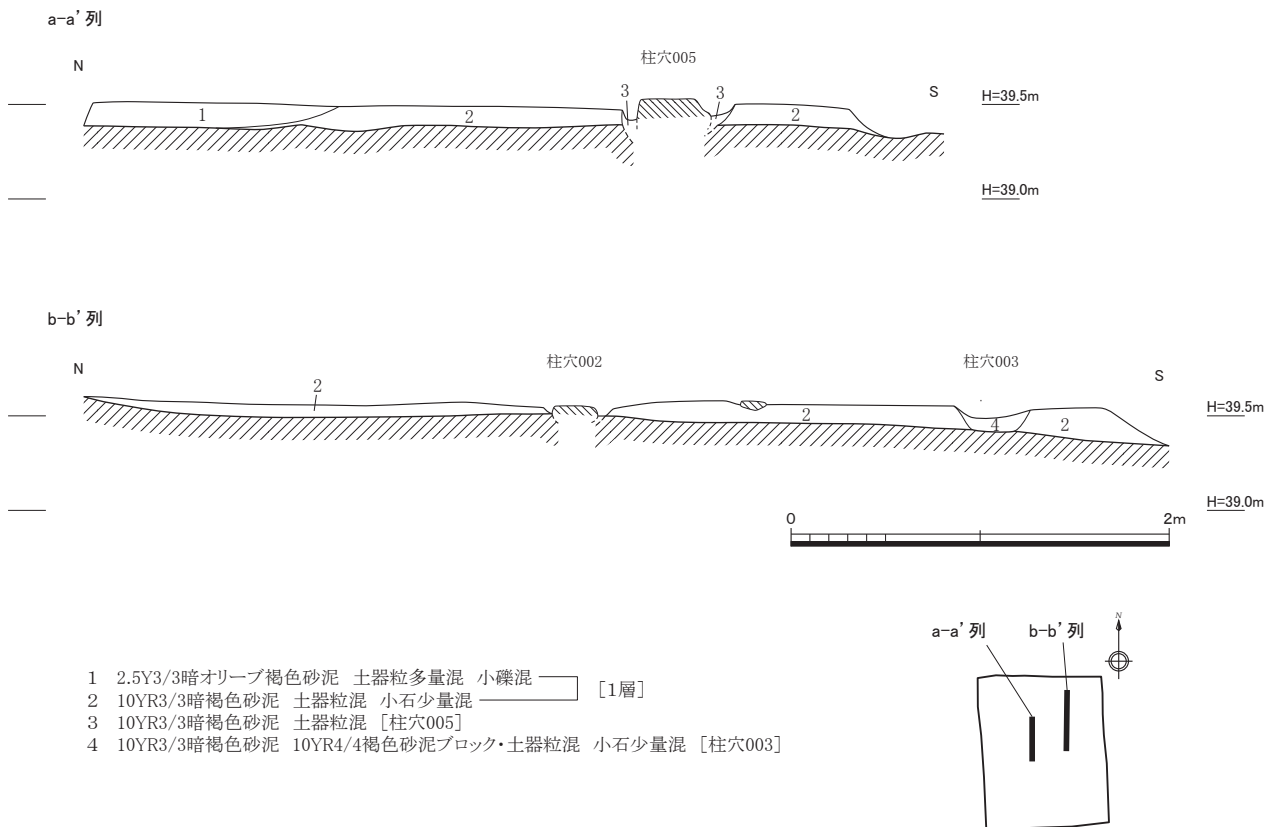 a-a’列
柱穴005
N
3
3
S
H=39.5m
1
2
2
H=39.0m
b-b’列
柱穴002
柱穴003
N
S
2
H=39.5m
2
4
2
H=39.0m
0
2m
N
a-a’列
b-b’列
1 2.5Y3/3暗オリーブ褐色砂泥 土器粒多量混 小礫混
[1層]
2 10YR3/3暗褐色砂泥 土器粒混 小石少量混
3 10YR3/3暗褐色砂泥 土器粒混 [柱穴005]
4 10YR3/3暗褐色砂泥 10YR4/4褐色砂泥ブロック・土器粒混 小石少量混 [柱穴003]